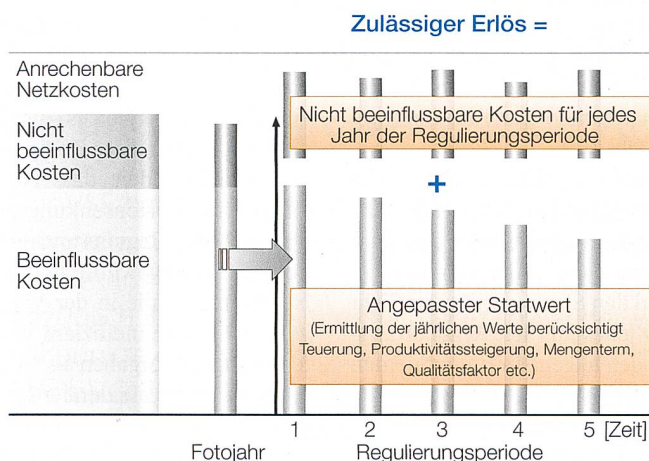 Zulässiger Erlös =
Anrechenbare
Netzkosten
Nicht
beeinflussbare
Kosten
Nicht beeinflussbare Kosten für jedes
Jahr der Regulierungsperiode
+
Beeinflussbare
Kosten
Angepasster Startwert
(Ermittlung der jährlichen Werte berücksichtigt
Teuerung, Produktivitätssteigerung, Mengenterm,
Qualitätsfaktor etc.)
1 2 3 4 5 [Zeit]
Fotojahr Regulierungsperiode